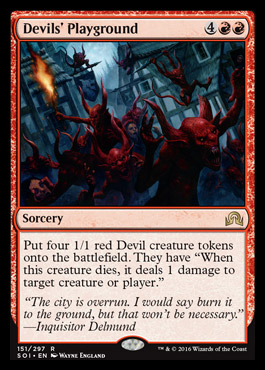 Devils' Playground 4
Sorcery
Put four 1/1 red Devil creature tokens
onto the battlefield. They have “When
this creature dies, it deals 1 damage to
target creature or player.”
“The city is overrun. I would say burn it
to the ground, but that won’t be necessary.”
—Inquisitor Delmund
151/297 R
SOI • EN Wayne England ™ & © 2016 Wizards of the Coast